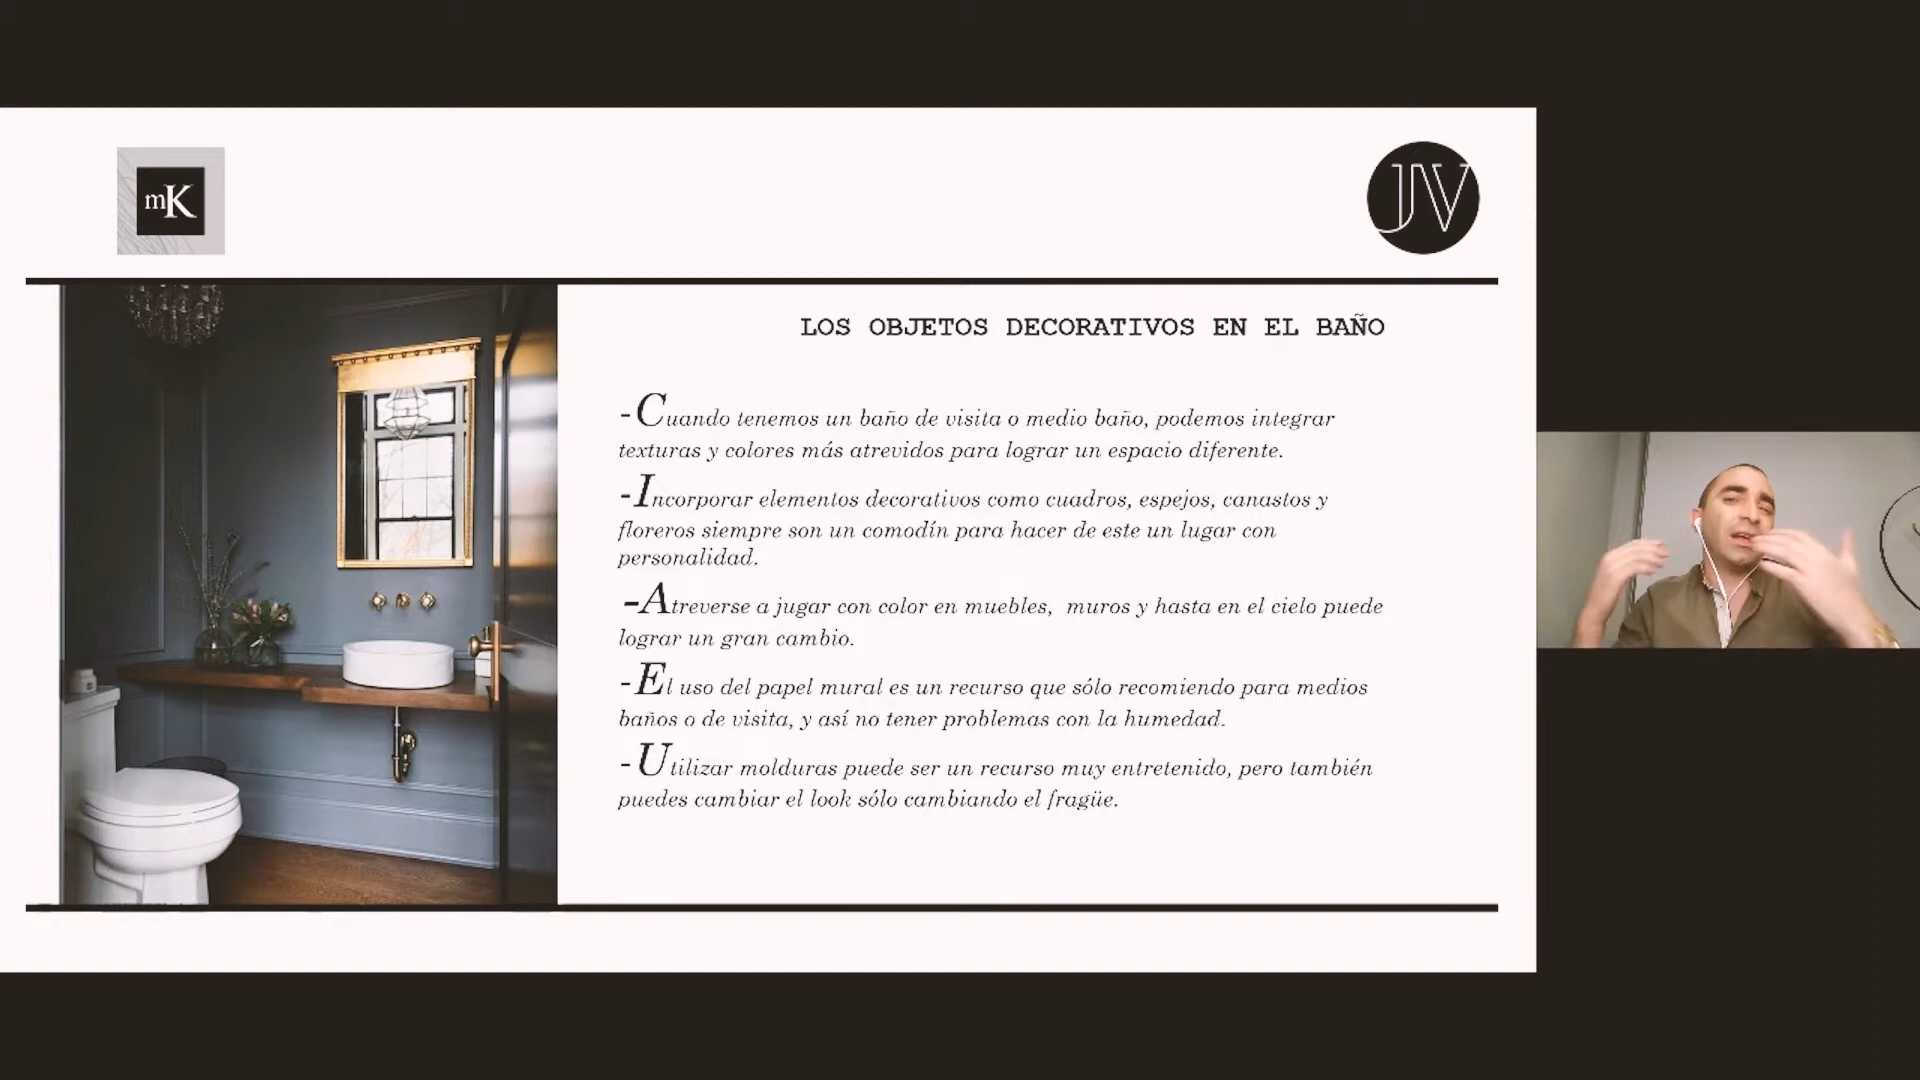 mK
JV
LOS OBJETOS DECORATIVOS EN EL BAÑO
-Cuando tenemos un baño de visita o medio baño, podemos integrar
texturas y colores más atrevidos para lograr un espacio diferente.
-Incorporar elementos decorativos como cuadros, espejos, canastos y
floreros siempre son un comodín para hacer de este un lugar con
personalidad.
-Atreverse a jugar con color en muebles,  muros y hasta en el cielo puede
lograr un gran cambio.
-El uso del papel mural es un recurso que sólo recomiendo para medios
baños o de visita, y así no tener problemas con la humedad.
-Utilizar molduras puede ser un recurso muy entretenido, pero también
puedes cambiar el look sólo cambiando el fragüe.